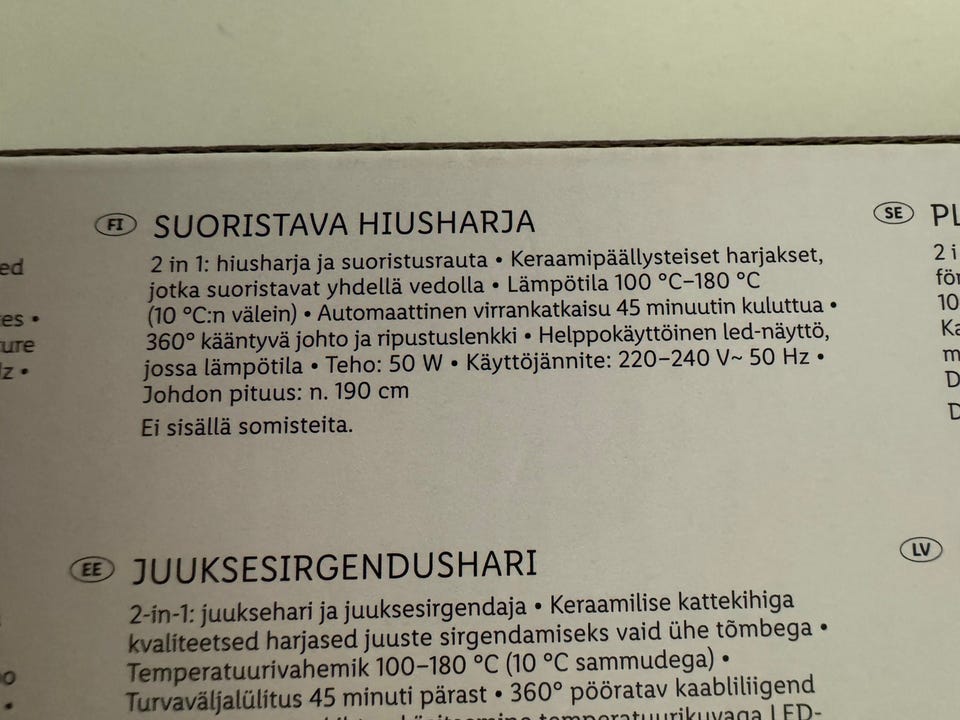 FI SUORISTAVA HIUSHARJA
2 in 1: hiusharja ja suoristusrauta • Keraamipäällysteiset harjakset,
jotka suoristavat yhdellä vedolla • Lämpötila 100 °C–180 °C
(10 °C:n välein) • Automaattinen virrankatkaisu 45 minuutin kuluttua •
360° kääntyvä johto ja ripustuslenkki • Helppokäyttöinen led-näyttö,
jossa lämpötila • Teho: 50 W • Käyttöjännite: 220–240 V~ 50 Hz •
Johdon pituus: n. 190 cm
Ei sisällä somisteita.
EE JUUKSESIRGENDUSHARI
2-in-1: juuksehari ja juuksesirgendaja • Keraamilise kattekihiga
kvaliteetsed harjased juuste sirgendamiseks vaid ühe tõmbega •
Temperatuurivahemik 100–180 °C (10 °C sammudega) •
Turvaväljalülitus 45 minuti pärast • 360° pööratav kaabliliigend
temperatuurikuvaga LED-
SE
2 i
10
LV